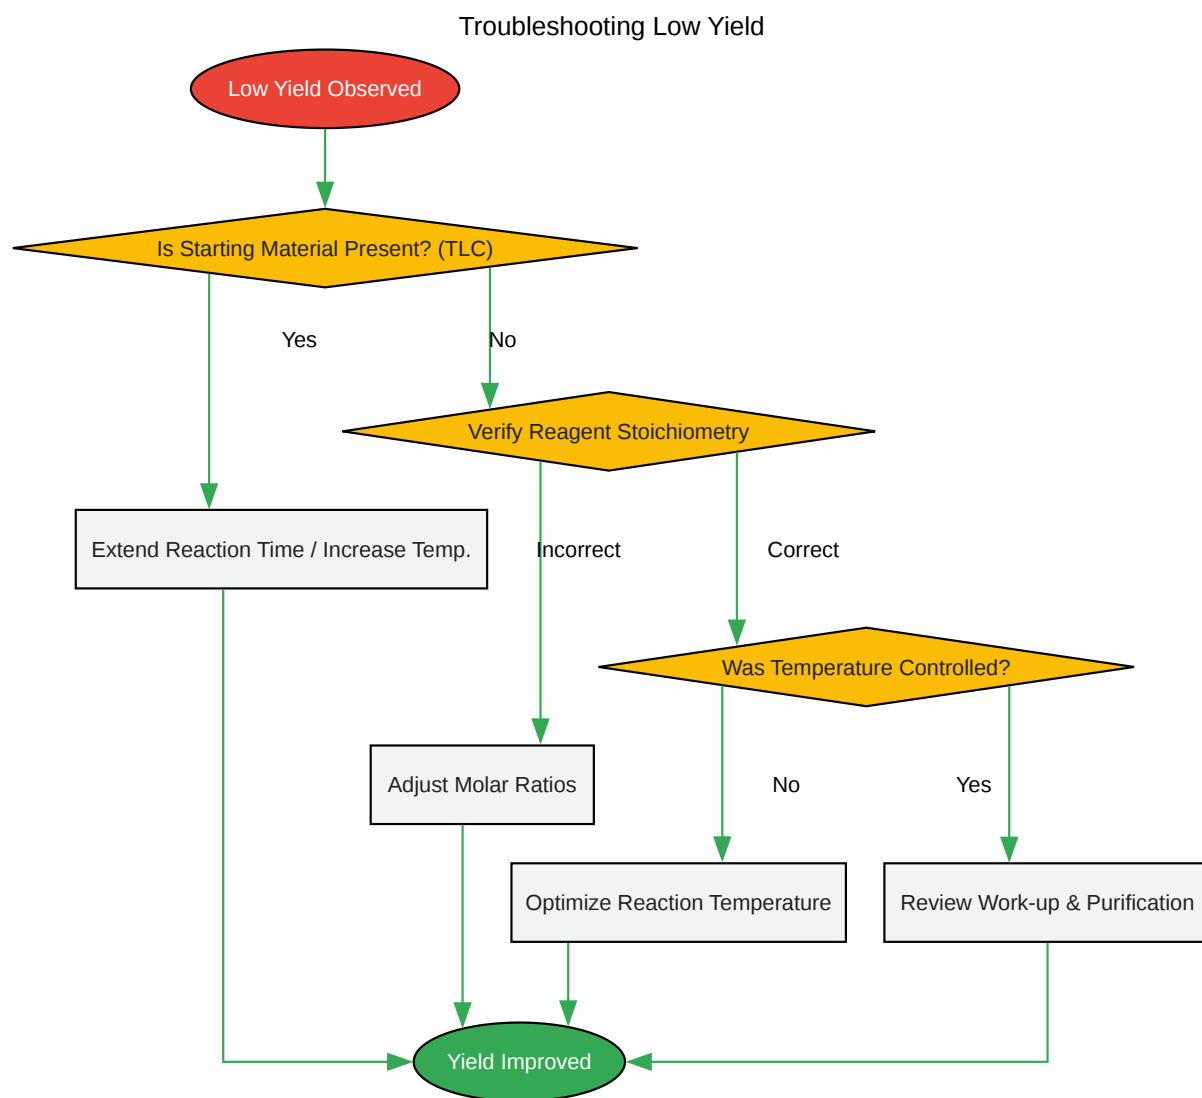 Troubleshooting Low Yield
Low Yield Observed
Is Starting Material Present? (TLC)
Yes
No
Verify Reagent Stoichiometry
Extend Reaction Time / Increase Temp.
Incorrect
Correct
Was Temperature Controlled?
Adjust Molar Ratios
No
Yes
Optimize Reaction Temperature
Review Work-up & Purification
Yield Improved